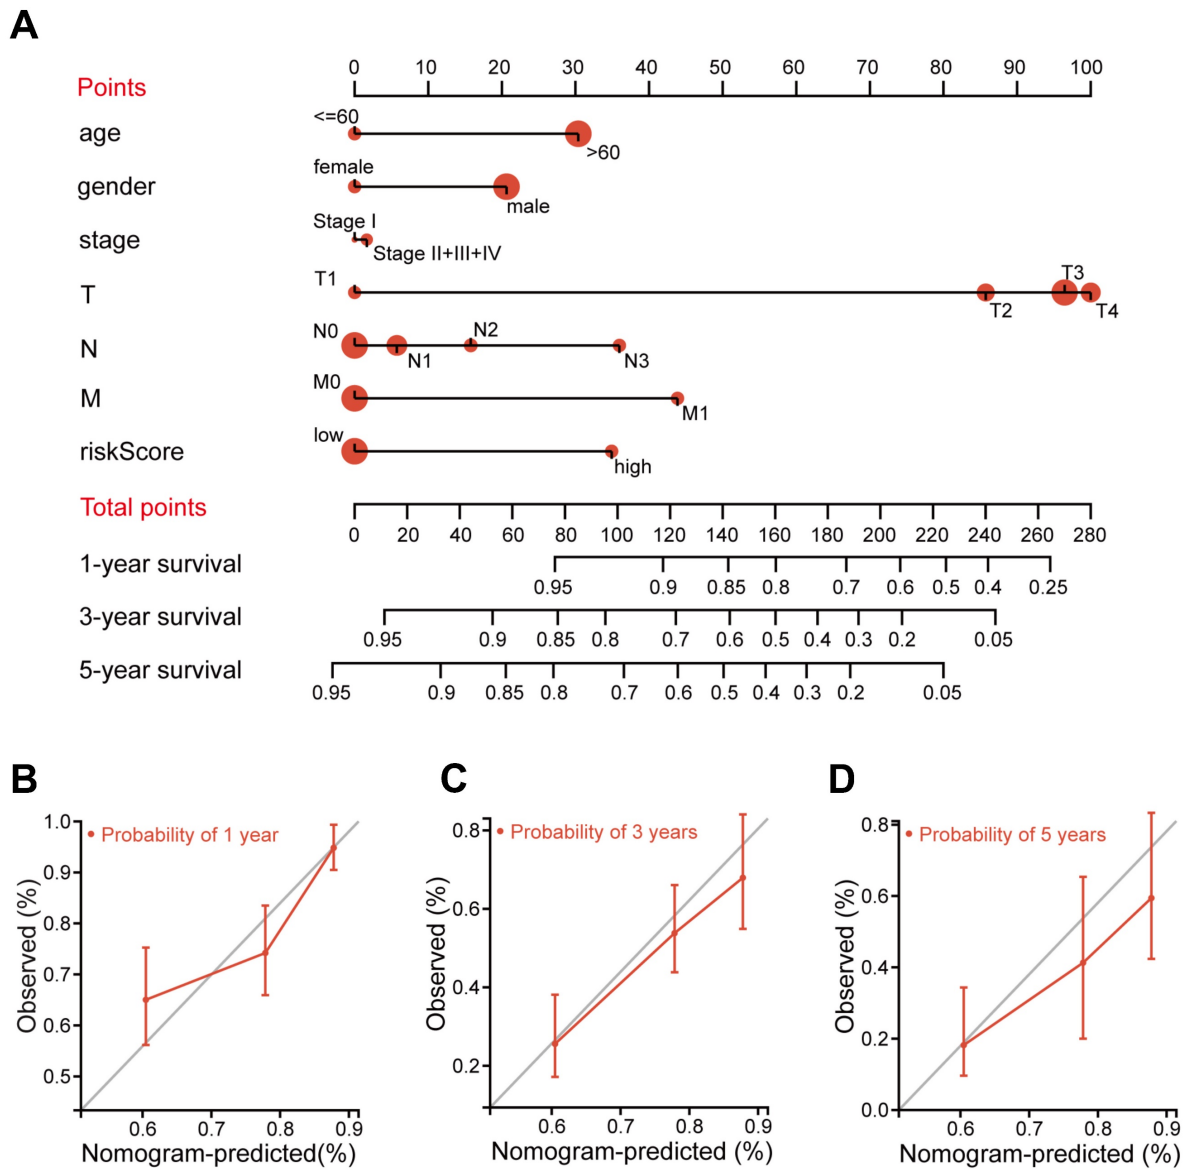 A
Points 0 10 20 30 40 50 60 70 80 90 100
age <=60 >60
gender female male
stage Stage I Stage II+III+IV
T T1 T2 T3 T4
N N0 N1 N2 N3
M M0 M1
riskScore low high
Total points 0 20 40 60 80 100 120 140 160 180 200 220 240 260 280
1-year survival 0.95 0.9 0.85 0.8 0.7 0.6 0.5 0.4 0.25
3-year survival 0.95 0.9 0.85 0.8 0.7 0.6 0.5 0.4 0.3 0.2 0.05
5-year survival 0.95 0.9 0.85 0.8 0.7 0.6 0.5 0.4 0.3 0.2 0.05
B
Probability of 1 year
Observed (%)
1.0
0.9
0.8
0.7
0.6
0.5
0.6 0.7 0.8 0.9
Nomogram-predicted(%)
C
Probability of 3 years
Observed (%)
0.8
0.6
0.4
0.2
0.6 0.7 0.8 0.9
Nomogram-predicted (%)
D
Probability of 5 years
Observed (%)
0.8
0.6
0.4
0.2
0.0
0.6 0.7 0.8 0.9
Nomogram-predicted (%)